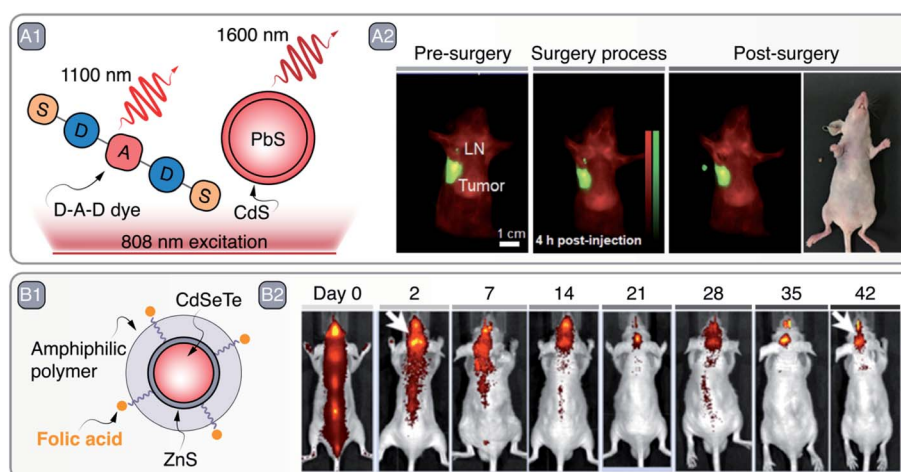 A1
1600 nm
1100 nm
S
D
A
D
S
PbS
D-A-D dye
CdS
808 nm excitation
A2
Pre-surgery
Surgery process
Post-surgery
LN
Tumor
1 cm
4 h post-injection
B1
CdSeTe
Amphiphilic
polymer
Folic acid
ZnS
B2
Day 0
2
7
14
21
28
35
42